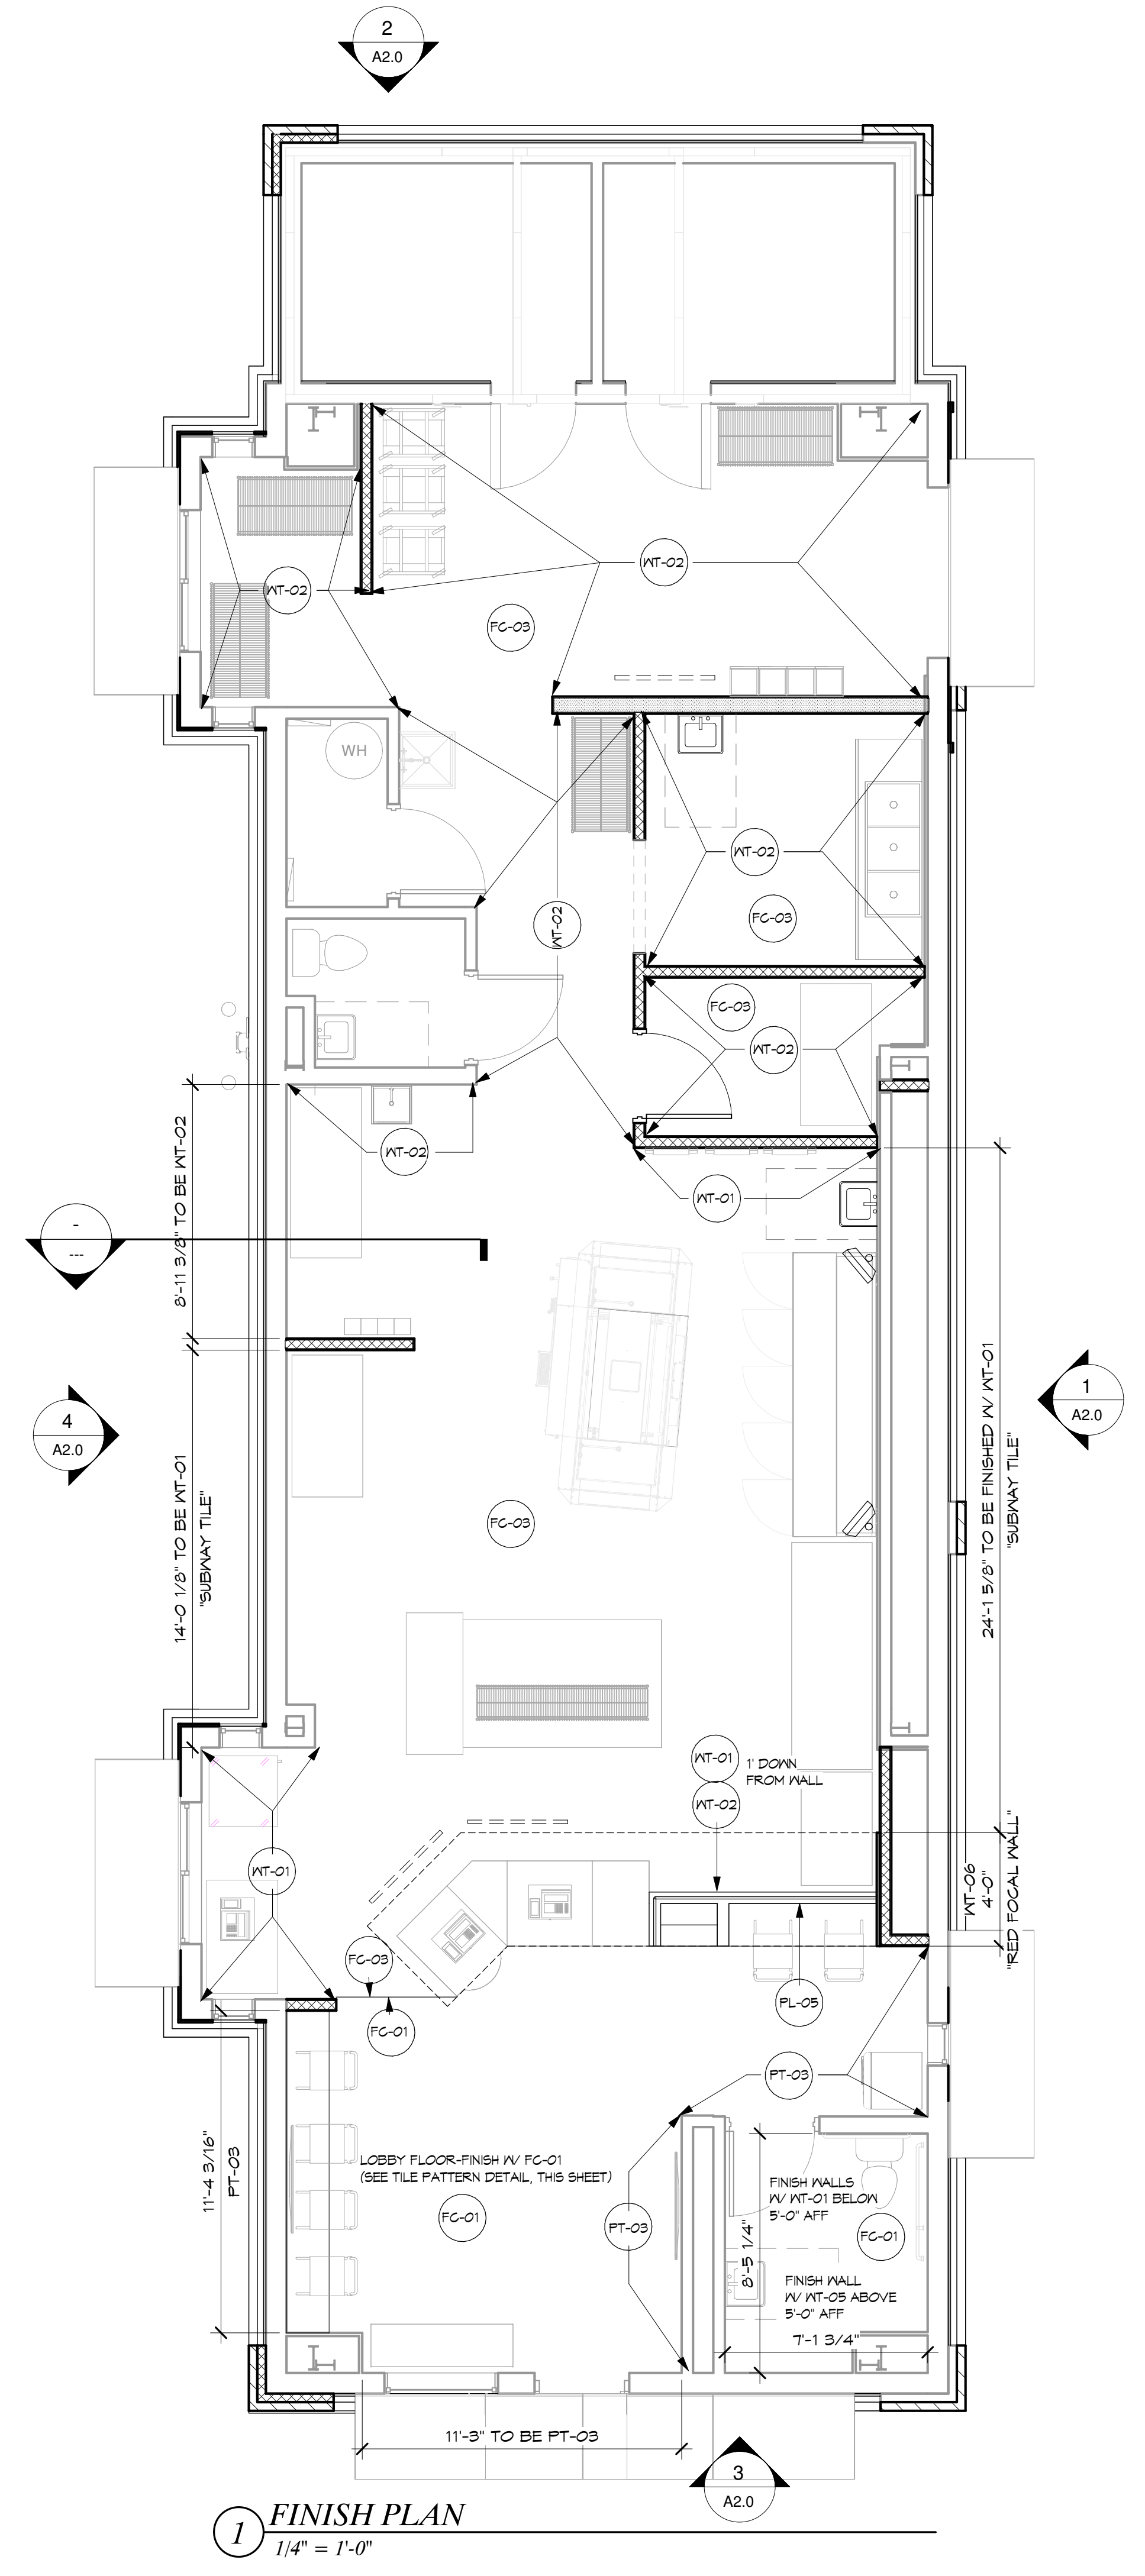 2
A2.0
WT-02
WT-02
FC-03
WH
WT-02
FC-03
WT-02
FC-03
WT-02
WT-02
WT-01
8'-11 3/8" TO BE WT-02
-
---
14'-0 1/8" TO BE WT-01
"SUBWAY TILE"
4
A2.0
1
A2.0
24'-1 5/8" TO BE FINISHED W/ WT-01
"SUBWAY TILE"
FC-03
WT-01
WT-02
1' DOWN
FROM WALL
WT-01
WT-06
4'-0"
"RED FOCAL WALL"
FC-03
FC-01
PL-05
PT-03
11'-4 3/16"
PT-03
LOBBY FLOOR-FINISH W/ FC-01
(SEE TILE PATTERN DETAIL, THIS SHEET)
FC-01
PT-03
FINISH WALLS
W/ WT-01 BELOW
5'-0" AFF
FC-01
8'-5 1/4"
FINISH WALL
W/ WT-05 ABOVE
5'-0" AFF
7'-1 3/4"
11'-3" TO BE PT-03
3
A2.0
1
FINISH PLAN
1/4" = 1'-0"